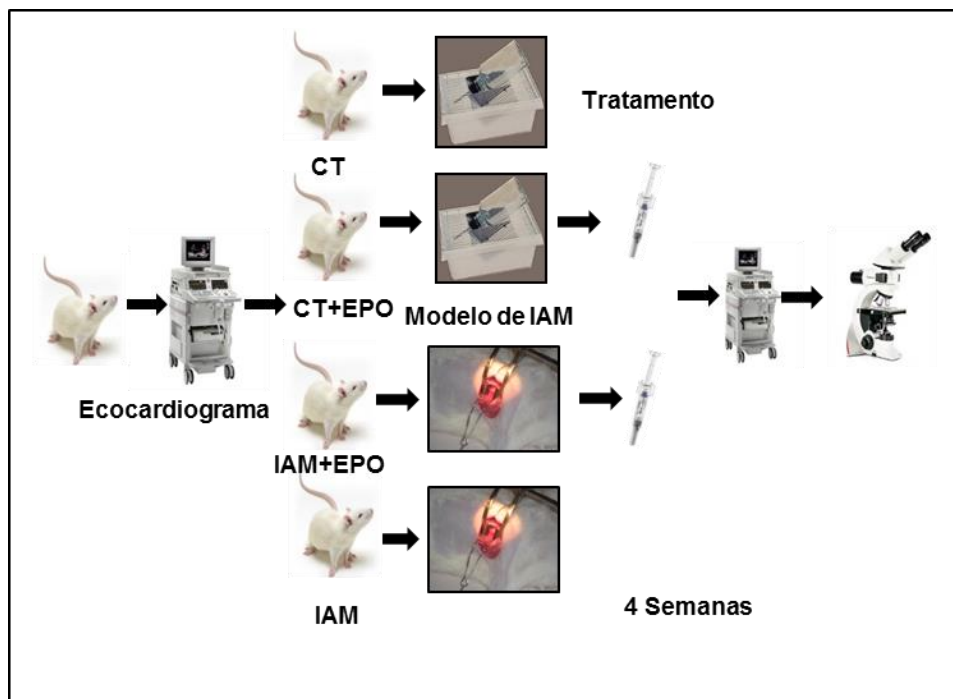 Tratamento
CT
CT+EPO
Modelo de IAM
Ecocardiograma
IAM+EPO
IAM
4 Semanas